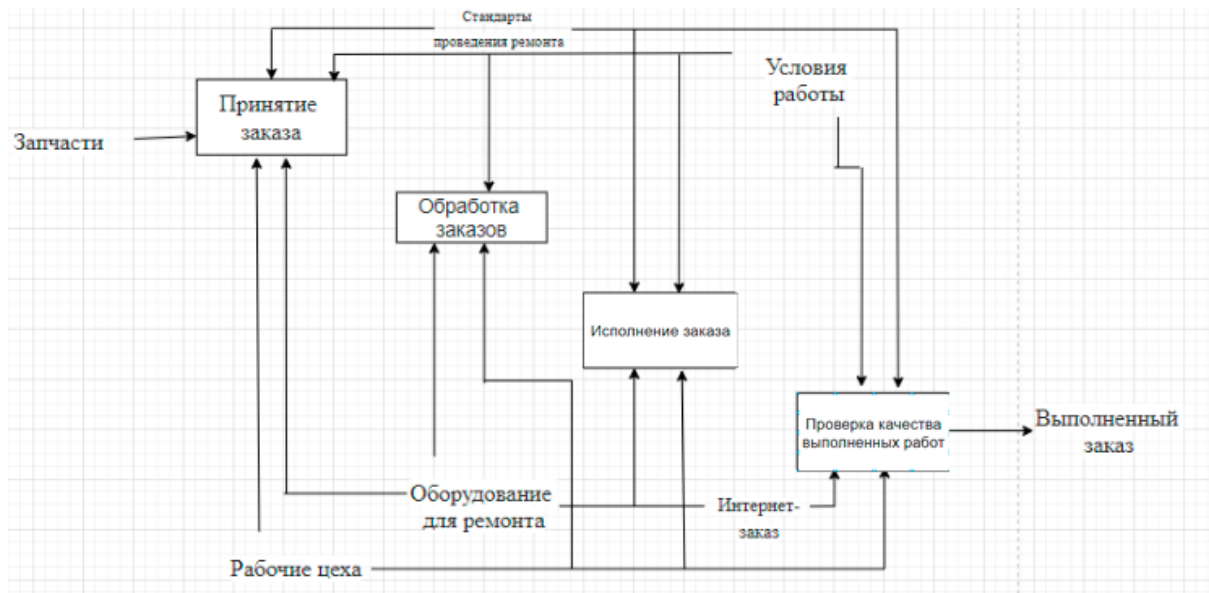 Стандарты
проведения ремонта
Условия
работы
Принятие
заказа
Запчасти
Обработка
заказов
Исполнение заказа
Проверка качества
выполненных работ
Выполненный
заказ
Оборудование
для ремонта
Интернет-
заказ
Рабочие цеха